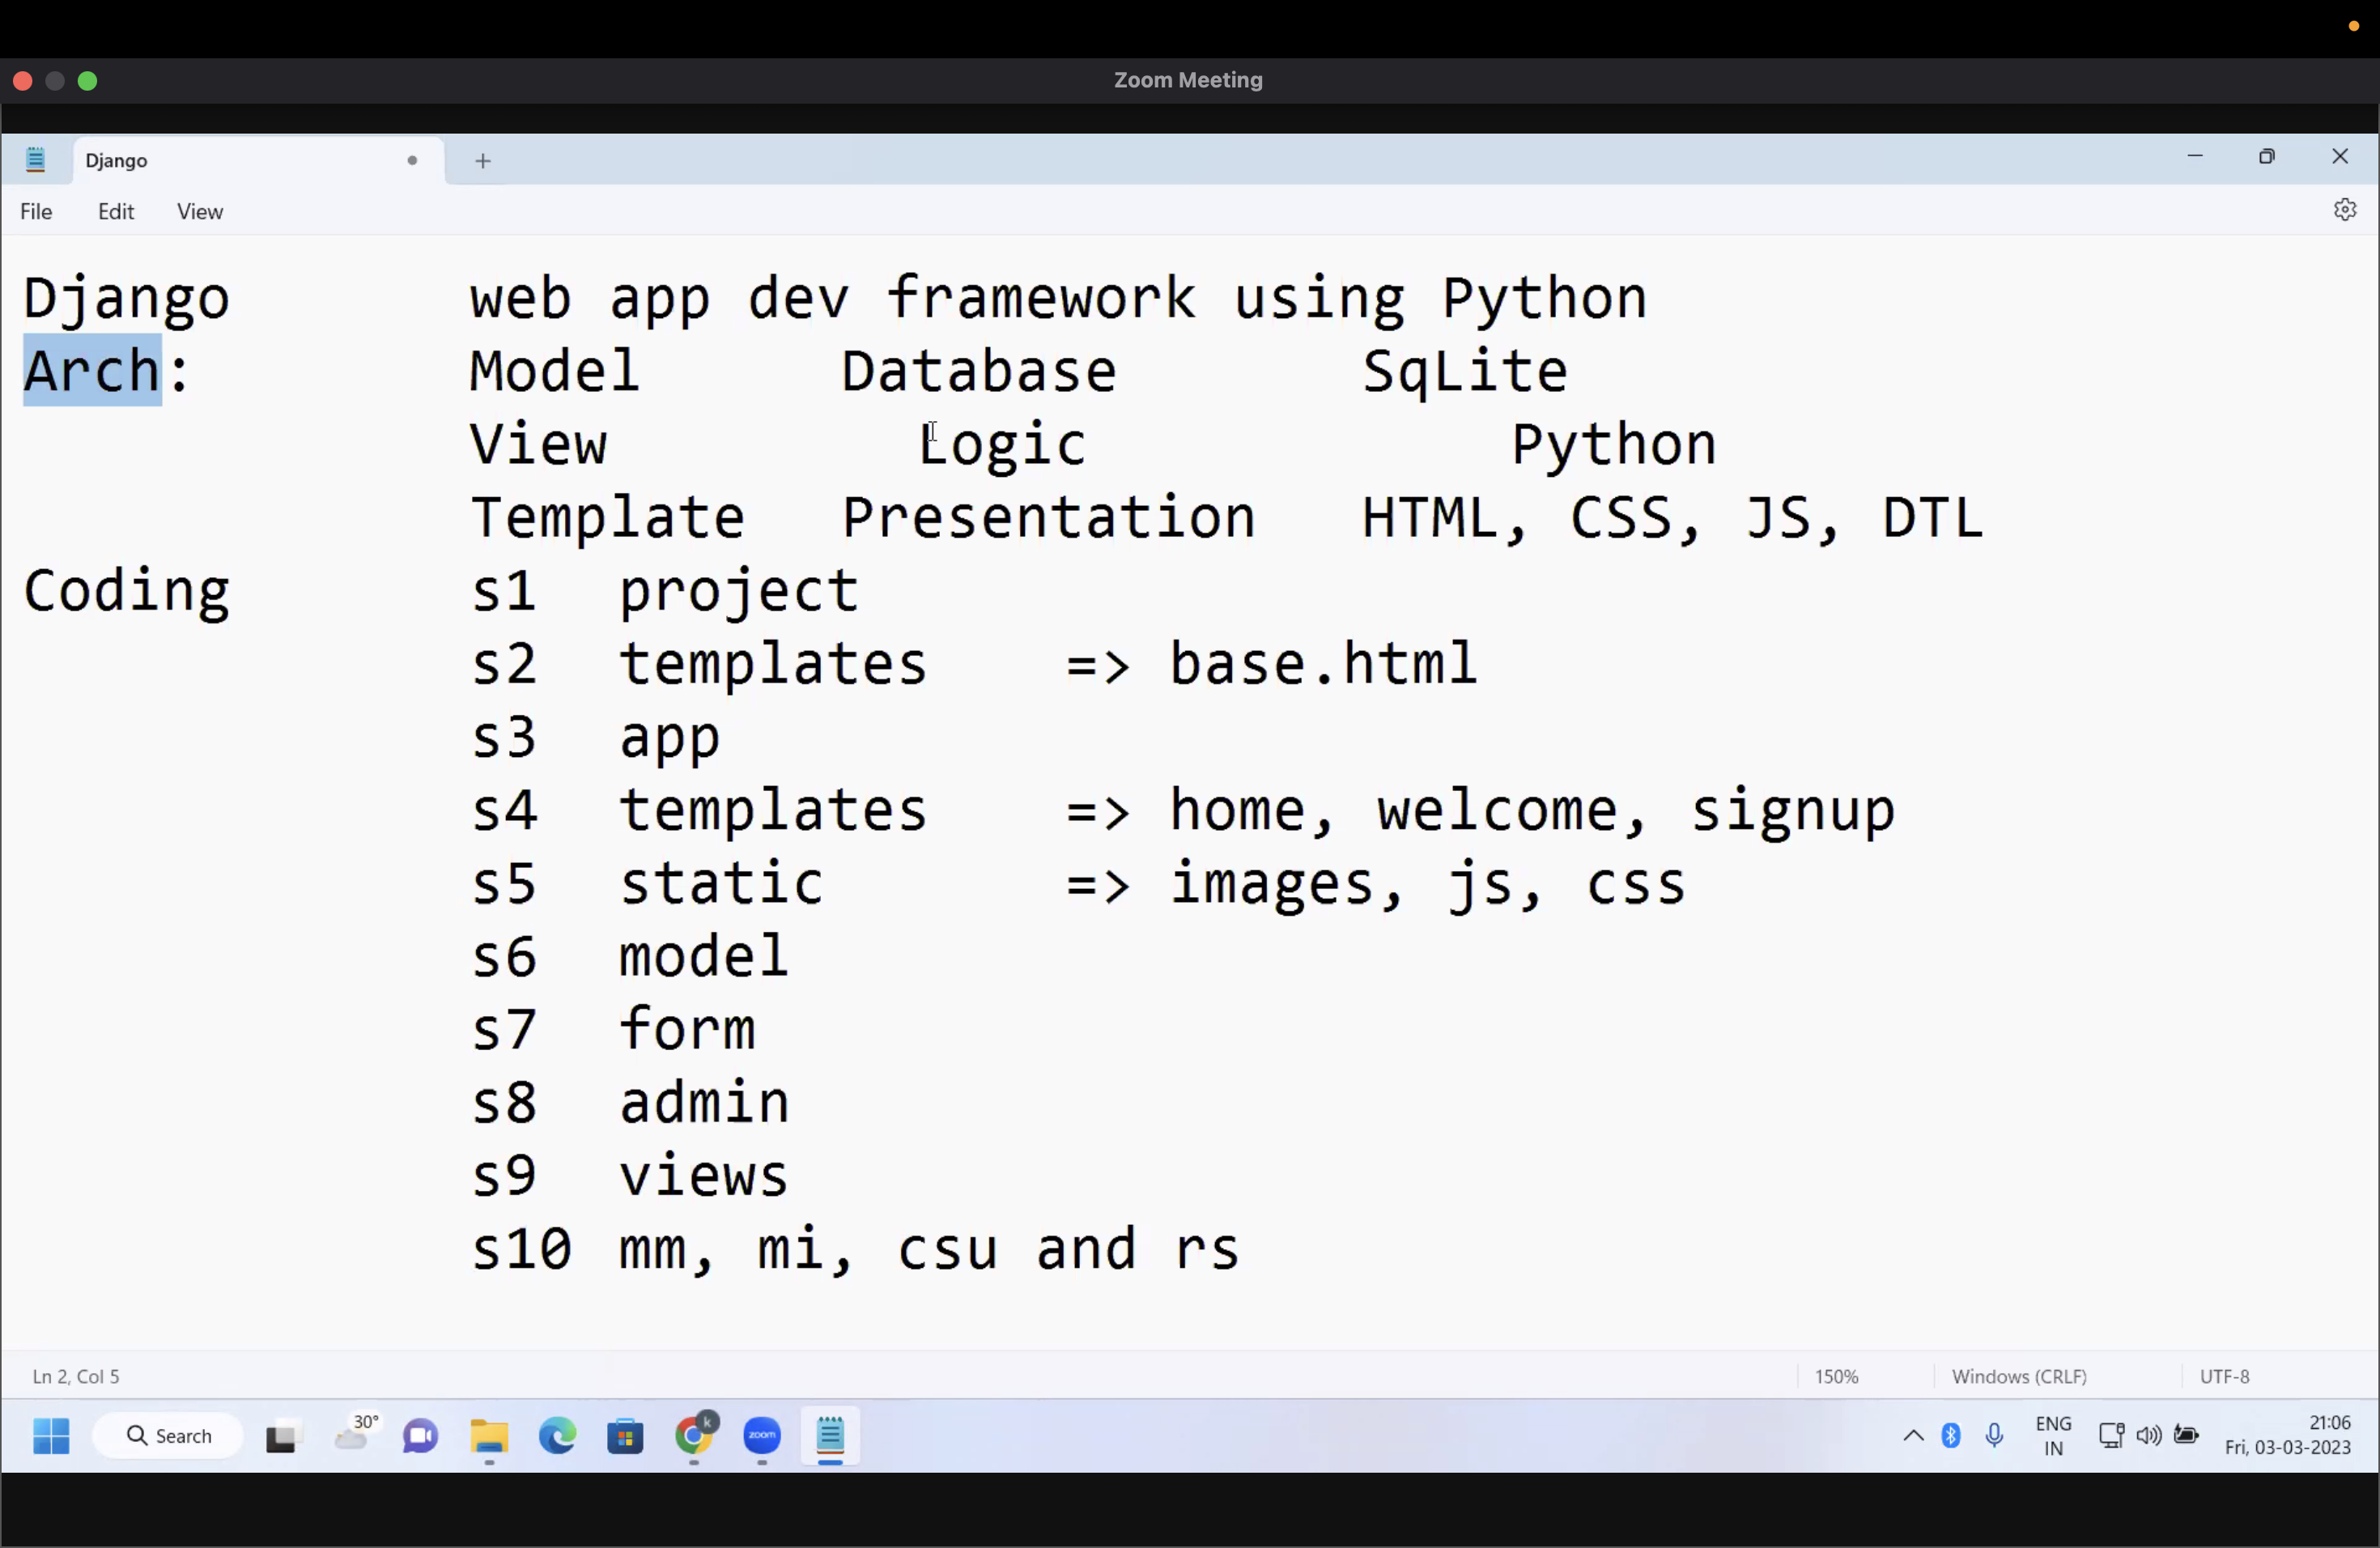 Zoom Meeting
Django
File Edit View
Django web app dev framework using Python
Arch: Model Database SqLite
View Logic Python
Template Presentation HTML, CSS, JS, DTL
Coding s1 project
s2 templates => base.html
s3 app
s4 templates => home, welcome, signup
s5 static => images, js, css
s6 model
s7 form
s8 admin
s9 views
s10 mm, mi, csu and rs
Ln 2, Col 5 150% Windows (CRLF) UTF-8
Search 30° k zoom ENG 21:06
IN Fri, 03-03-2023